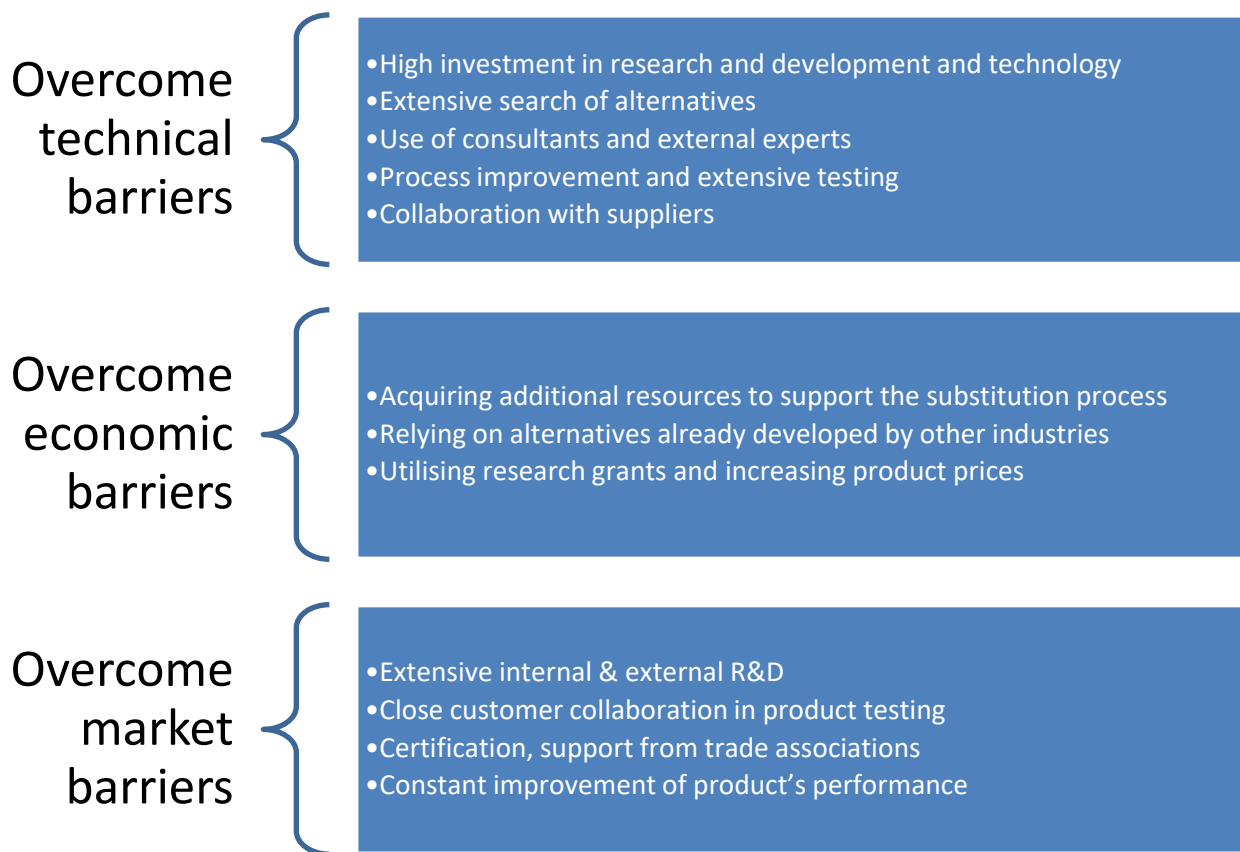 Overcome
technical
barriers
•High investment in research and development and technology
•Extensive search of alternatives
•Use of consultants and external experts
•Process improvement and extensive testing
•Collaboration with suppliers
Overcome
economic
barriers
•Acquiring additional resources to support the substitution process
•Relying on alternatives already developed by other industries
•Utilising research grants and increasing product prices
Overcome
market
barriers
•Extensive internal & external R&D
•Close customer collaboration in product testing
•Certification, support from trade associations
•Constant improvement of product’s performance